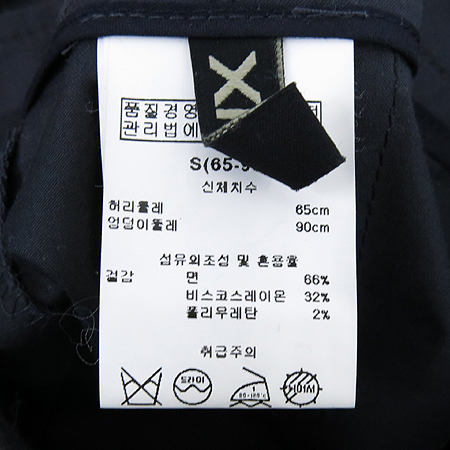 IX
품질경영
관리법에
S(65-9
신체치수
허리둘레 65cm
엉덩이둘레 90cm
섬유의조성 및 혼용율
겉감 면 66%
비스코스레이온 32%
폴리우레탄 2%
취급주의
드라이